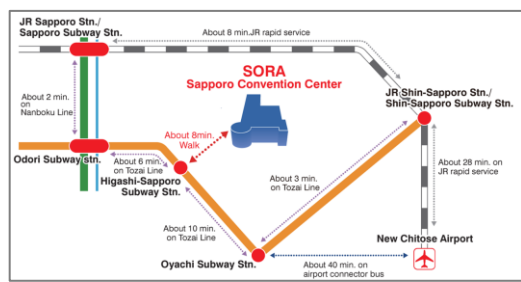 JR Sapporo Stn./
Sapporo Subway Stn.
About 8 min.JR rapid service
SORA
Sapporo Convention Center
JR Shin-Sapporo Stn./
Shin-Sapporo Subway Stn.
About 2 min.
on
Nanboku Line
About 8min.
Walk
Odori Subway stn.
About 6 min.
on Tozai Line
Higashi-Sapporo
Subway Stn.
About 3 min.
on Tozai Line
About 28 min. on
JR rapid service
About 10 min.
on Tozai Line
New Chitose Airport
Oyachi Subway Stn.
About 40 min. on
airport connector bus